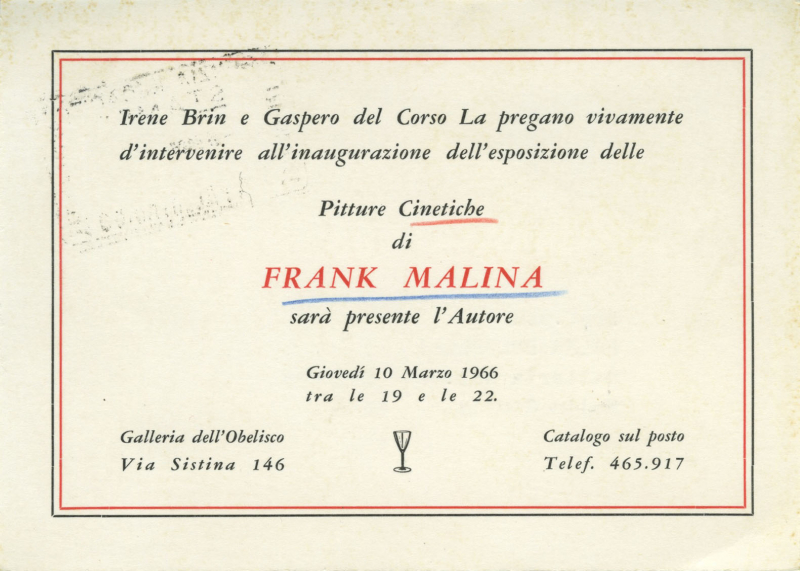 Irene Brin e Gaspero del Corso La pregano vivamente
d'intervenire all'inaugurazione dell'esposizione delle
Pitture Cinetiche
di
FRANK MALINA
sarà presente l'Autore
Giovedí 10 Marzo 1966
tra le 19 e le 22.
Galleria dell'Obelisco
Via Sistina 146
Catalogo sul posto
Telef. 465.917